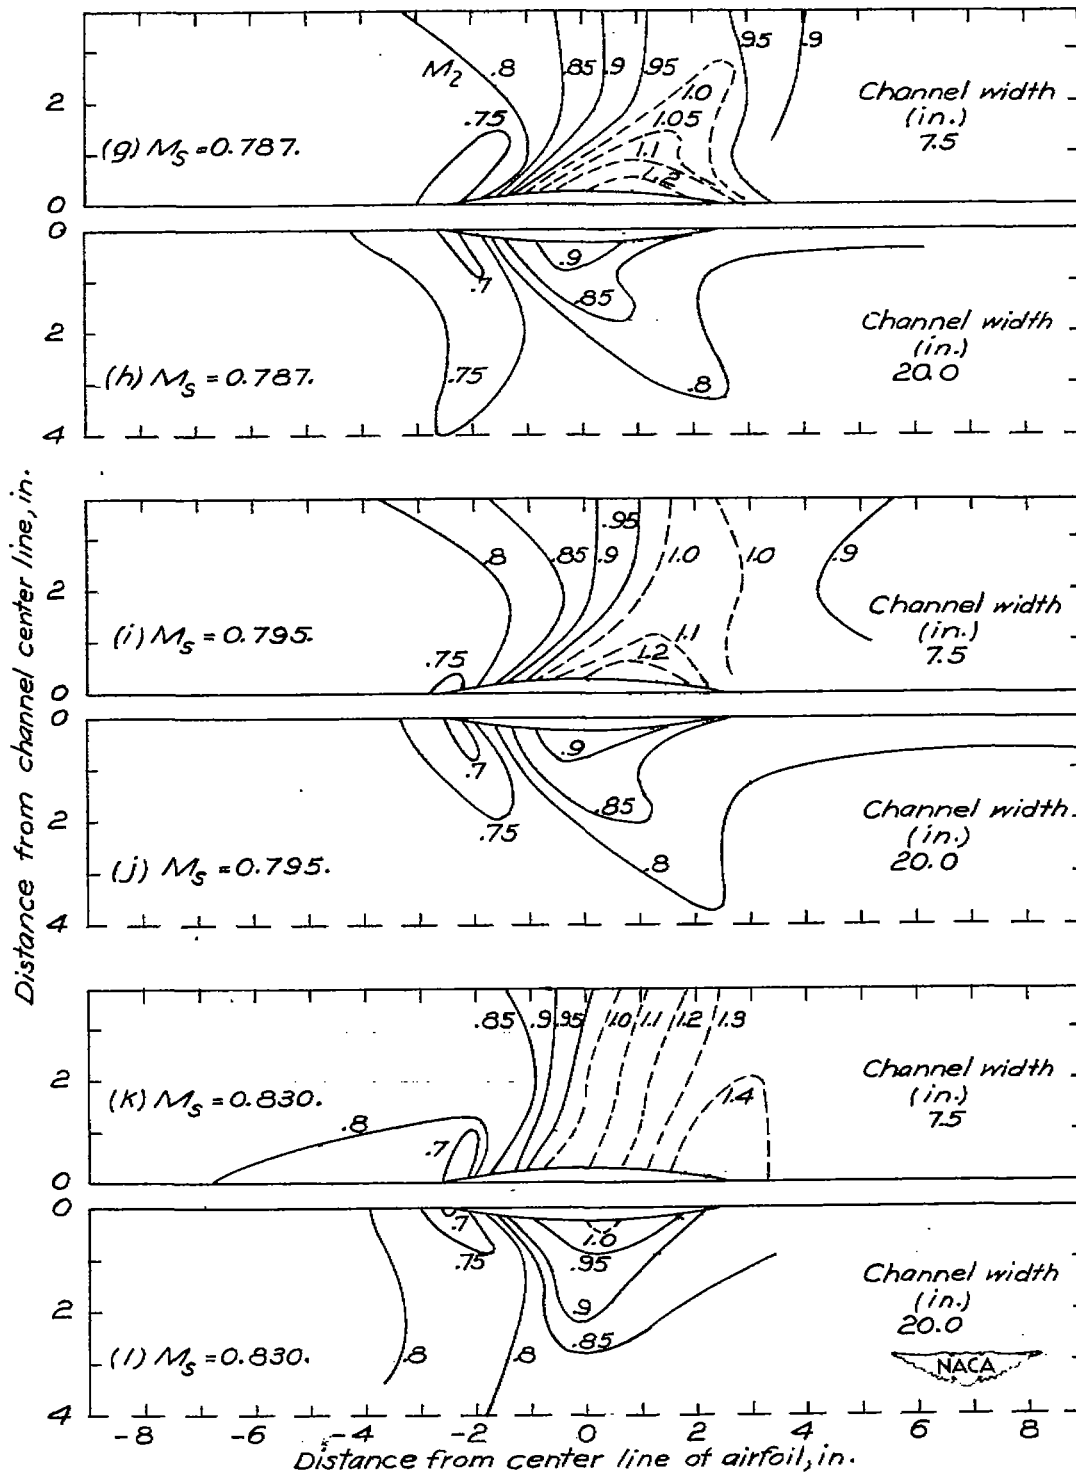 M2 .8 .85 .9 .95 .95 .9
.75 1.0 1.05 1.1 1.2
2
0
(g) MS = 0.787.
Channel width
(in.)
7.5
0
2
4
.9
.7 .85
.75 .8
(h) MS = 0.787.
Channel width
(in.)
20.0
Distance from channel center line, in.
.95
.8 .85 .9 1.0 1.0 .9
2
0
.75 1.2 1.1
(i) MS = 0.795.
Channel width
(in.)
7.5
0
2
4
.9
.7
.75 .85
.8
(j) MS = 0.795.
Channel width
(in.)
20.0
.85 .9 .95 1.0 1.1 1.2 1.3
2
0
1.4
.8
.7
(k) MS = 0.830.
Channel width
(in.)
7.5
0
2
4
.7 1.0
.75 .95
.9
.85
.8 .8
(l) MS = 0.830.
Channel width
(in.)
20.0
NACA
-8 -6 -4 -2 0 2 4 6 8
Distance from center line of airfoil, in.